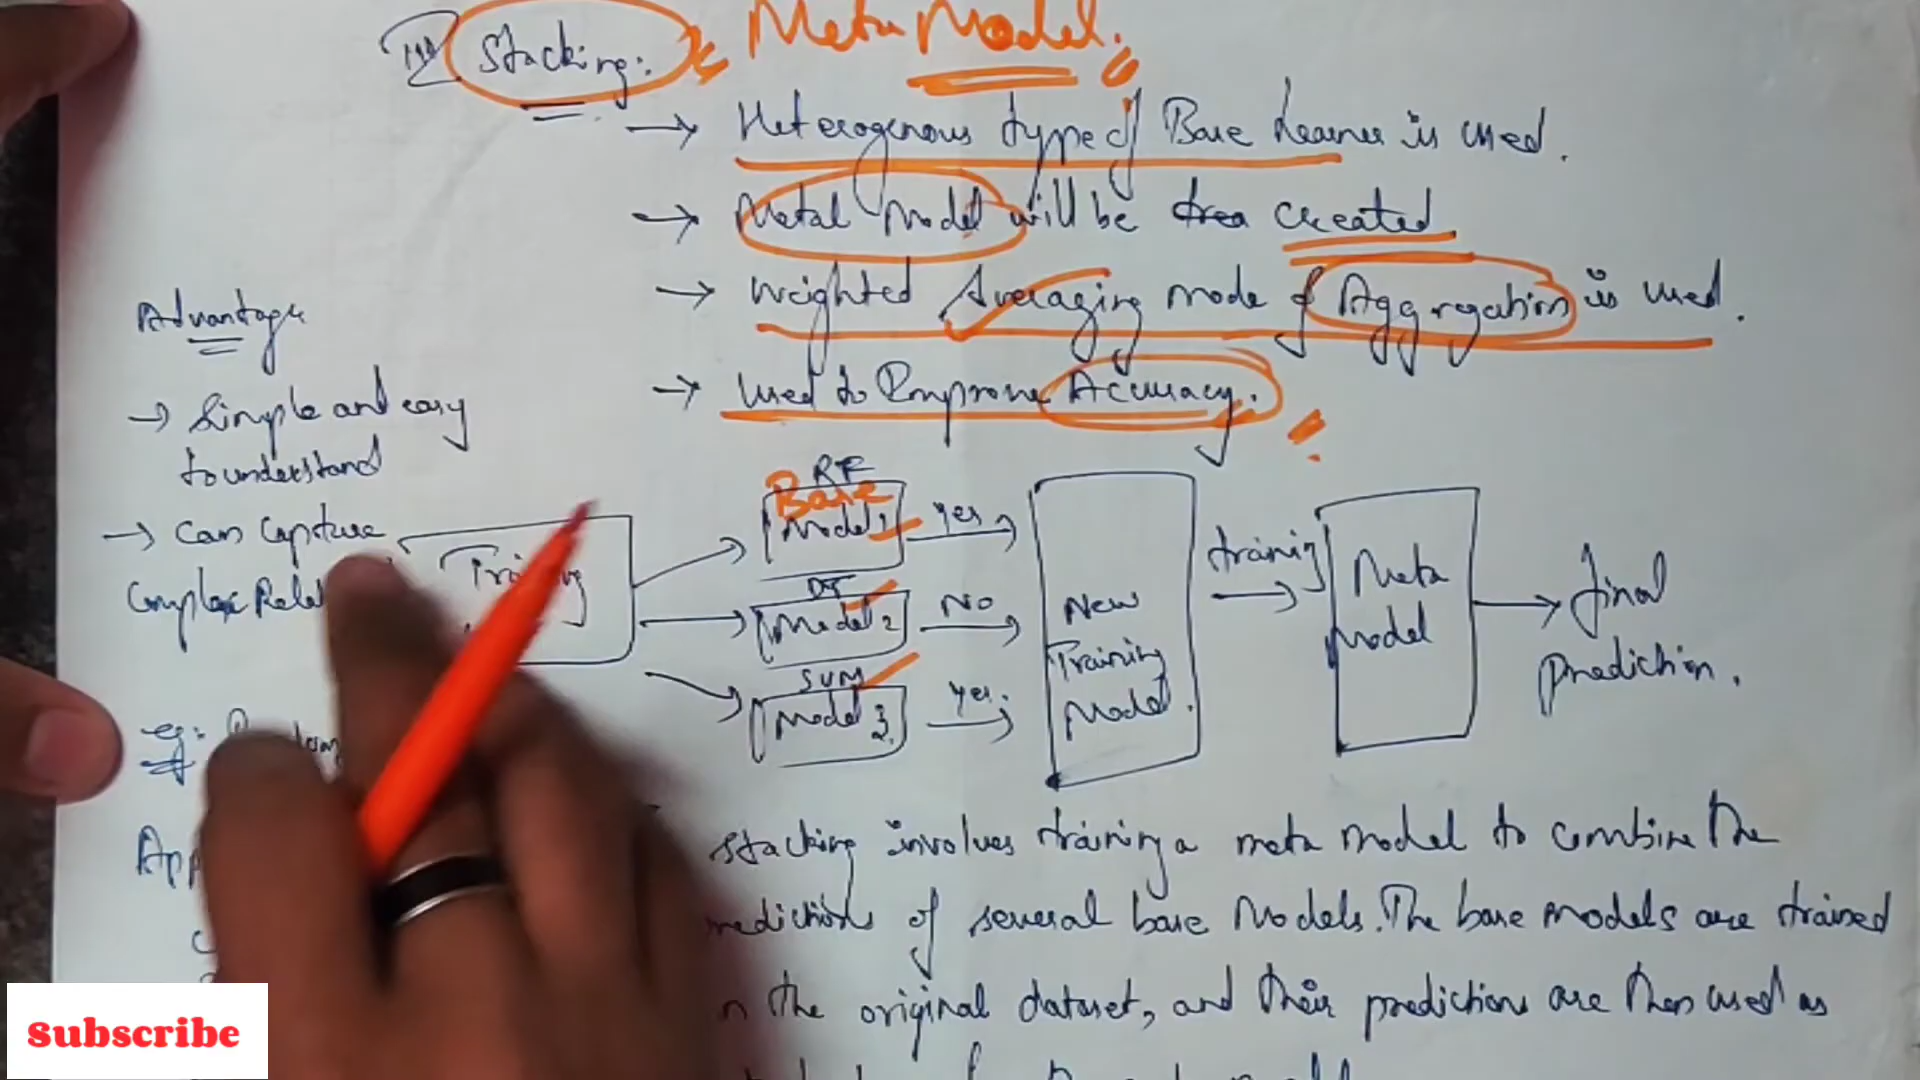 III) Stacking:
Meta Model.
→ Heterogenous type of Base Learner is used.
→ Metal Model will be created.
→ Weighted Averaging mode of Aggregation is used.
→ Used to Improve Accuracy.
Advantage
→ Simple and easy
to understand
→ Can Capture
Complex
Training
RF
Base
Model 1
Yes
DT
Model 2
No
SVM
Model 3
Yes.
New
Training
Model.
training
Meta
Model
final
prediction.
eg:
stacking involves training a meta model to combine the
of several base Models. The base models are trained
the original dataset, and their predictions are then used as
Subscribe